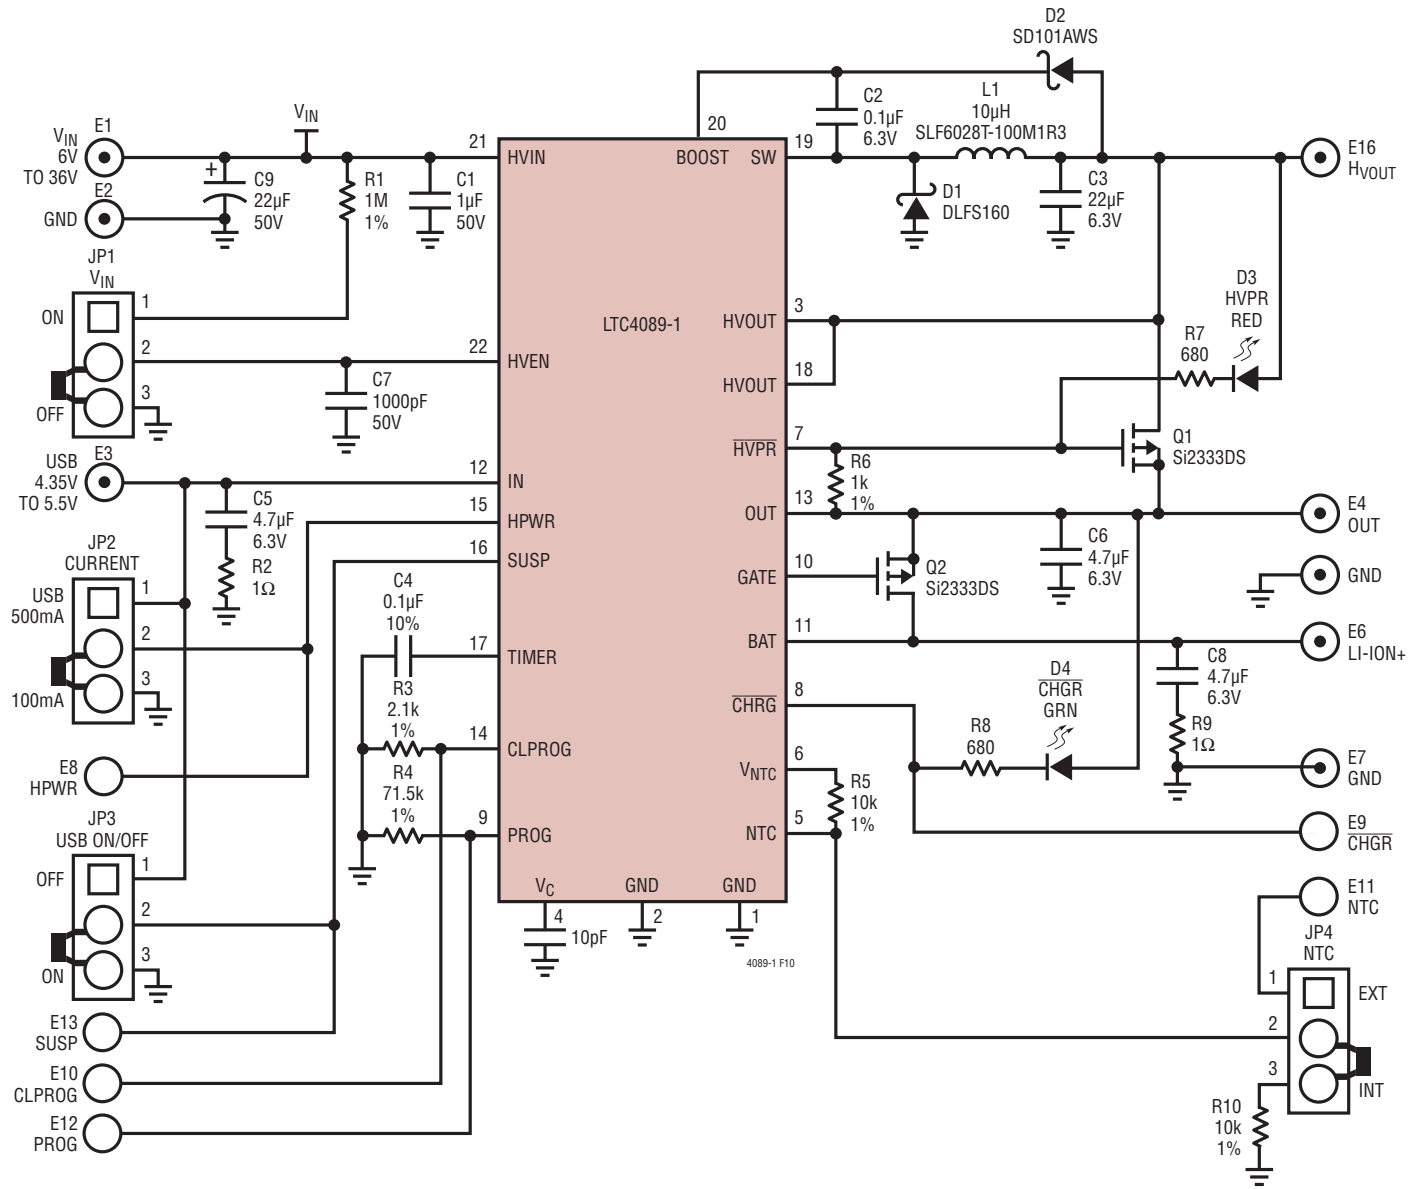 D2
SD101AWS
VIN
6V
TO 36V
E1
VIN
E2
GND
C9
22µF
50V
+
R1
1M
1%
C1
1µF
50V
21
HVIN
20
BOOST
SW
19
C2
0.1µF
6.3V
L1
10µH
SLF6028T-100M1R3
D1
DLFS160
C3
22µF
6.3V
E16
HVOUT
JP1
VIN
ON
1
2
3
OFF
22
HVEN
C7
1000pF
50V
LTC4089-1
HVOUT
3
HVOUT
18
D3
HVPR
RED
R7
680
HVPR
7
Q1
Si2333DS
USB
4.35V
TO 5.5V
E3
12
IN
C5
4.7µF
6.3V
R2
1Ω
15
HPWR
16
SUSP
R6
1k
1%
OUT
13
E4
OUT
JP2
CURRENT
USB
500mA
1
2
3
100mA
C4
0.1µF
10%
17
TIMER
GATE
10
Q2
Si2333DS
C6
4.7µF
6.3V
GND
BAT
11
E6
LI-ION+
C8
4.7µF
6.3V
R9
1Ω
R3
2.1k
1%
14
CLPROG
CHRG
8
D4
CHGR
GRN
R8
680
E8
HPWR
R4
71.5k
1%
9
PROG
VNTC
6
R5
10k
1%
NTC
5
E7
GND
E9
CHGR
JP3
USB ON/OFF
OFF
1
2
3
ON
VC
4
10pF
GND
2
GND
1
4089-1 F10
E11
NTC
JP4
NTC
1
EXT
2
3
INT
R10
10k
1%
E13
SUSP
E10
CLPROG
E12
PROG